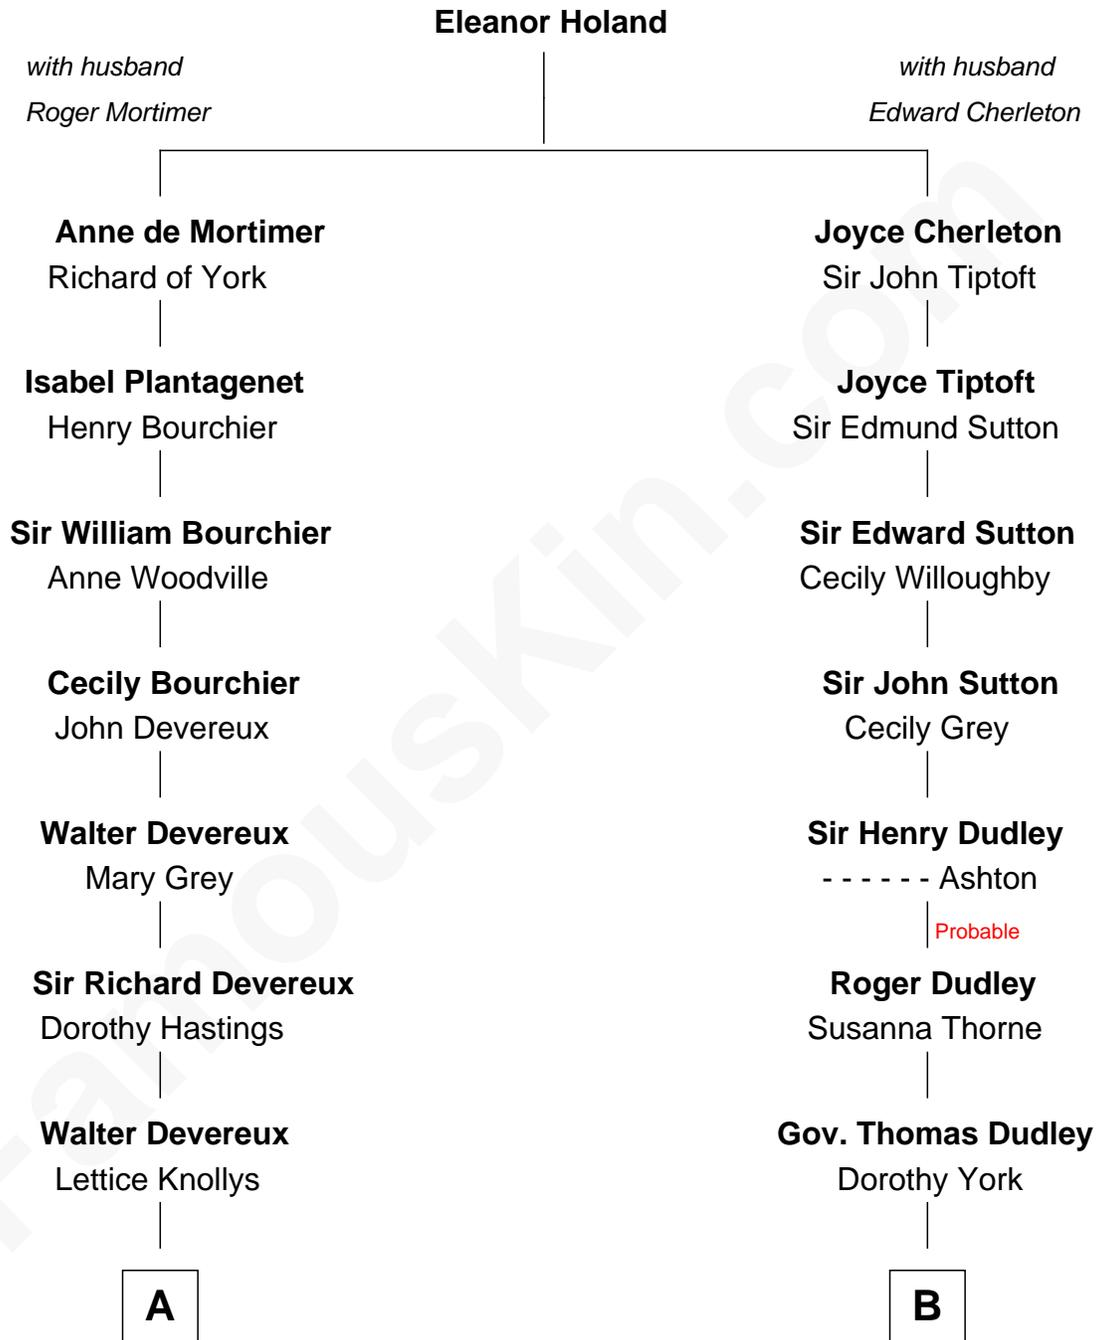 Eleanor Holand
with husband
Roger Mortimer
with husband
Edward Cherleton
Anne de Mortimer
Richard of York
Isabel Plantagenet
Henry Bourchier
Sir William Bourchier
Anne Woodville
Cecily Bourchier
John Devereux
Walter Devereux
Mary Grey
Sir Richard Devereux
Dorothy Hastings
Walter Devereux
Lettice Knollys
A
Joyce Cherleton
Sir John Tiptoft
Joyce Tiptoft
Sir Edmund Sutton
Sir Edward Sutton
Cecily Willoughby
Sir John Sutton
Cecily Grey
Sir Henry Dudley
- - - - - - Ashton
Probable
Roger Dudley
Susanna Thorne
Gov. Thomas Dudley
Dorothy York
B
FamousKin.com